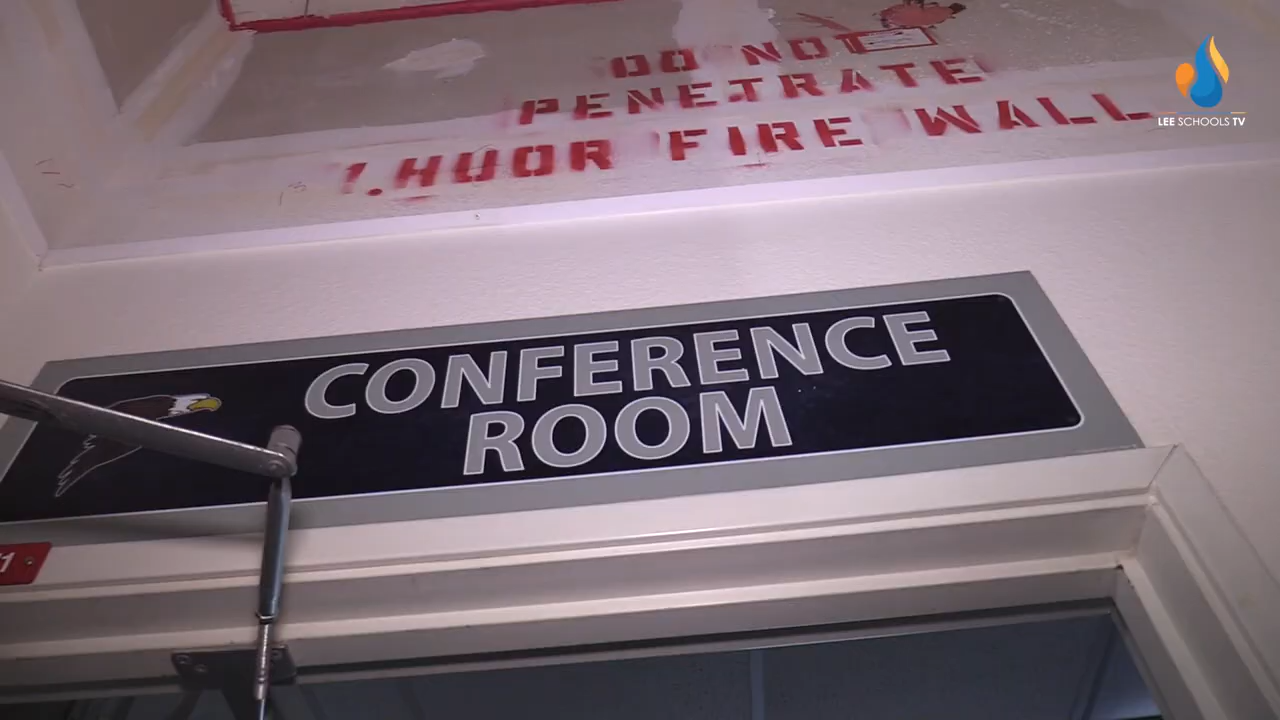 DO NOT
PENETRATE
1.HUOR FIRE WALL
LEE SCHOOLS TV
CONFERENCE
ROOM